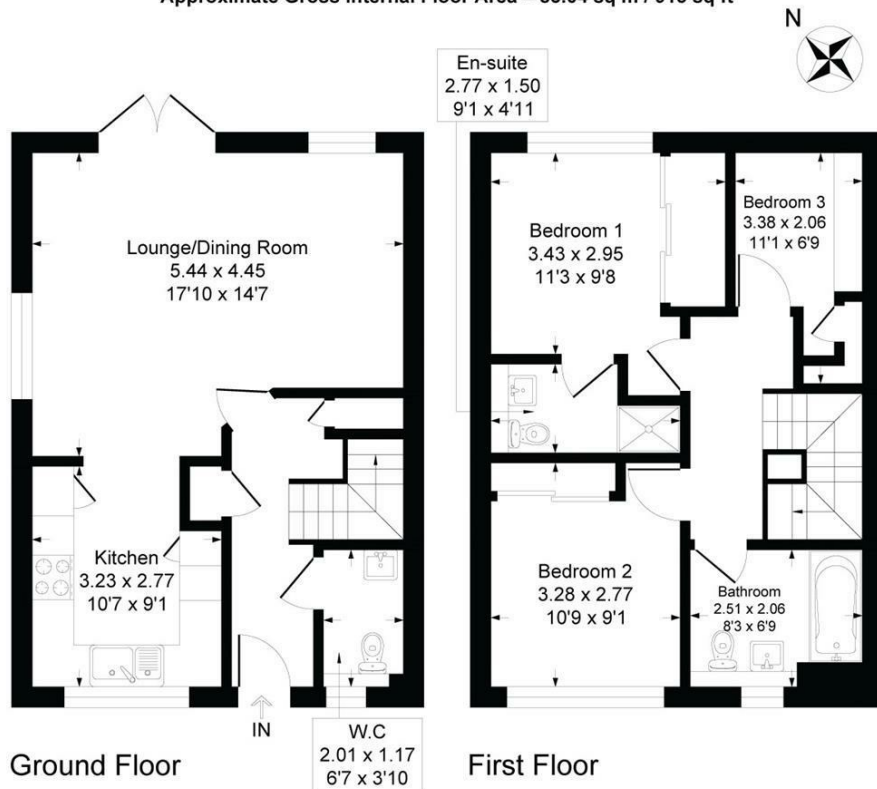 N
En-suite
2.77 x 1.50
9'1 x 4'11
Lounge/Dining Room
5.44 x 4.45
17'10 x 14'7
Bedroom 1
3.43 x 2.95
11'3 x 9'8
Bedroom 3
3.38 x 2.06
11'1 x 6'9
Kitchen
3.23 x 2.77
10'7 x 9'1
Bedroom 2
3.28 x 2.77
10'9 x 9'1
Bathroom
2.51 x 2.06
8'3 x 6'9
IN
W.C
2.01 x 1.17
6'7 x 3'10
Ground Floor
First Floor